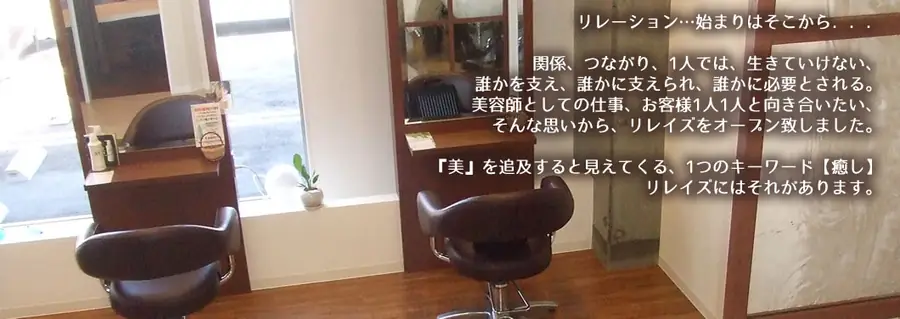 リレーション…始まりはそこから．．．
関係、つながり、1人では、生きていけない、
誰かを支え、誰かに支えられ、誰かに必要とされる。
美容師としての仕事、お客様1人1人と向き合いたい、
そんな思いから、リレイズをオープン致しました。
『美』を追及すると見えてくる、1つのキーワード【癒し】
リレイズにはそれがあります。